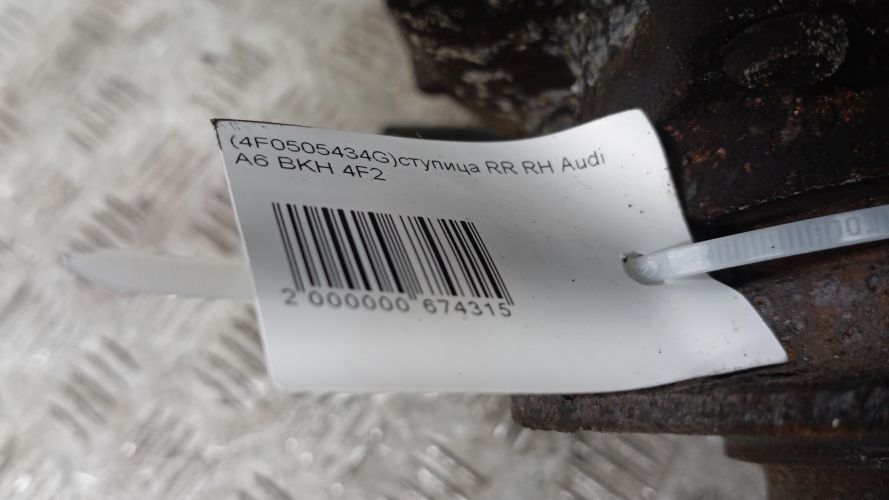 (4F0505434G)ступица RR RH Audi
A6 BKH 4F2
2 000000 674315